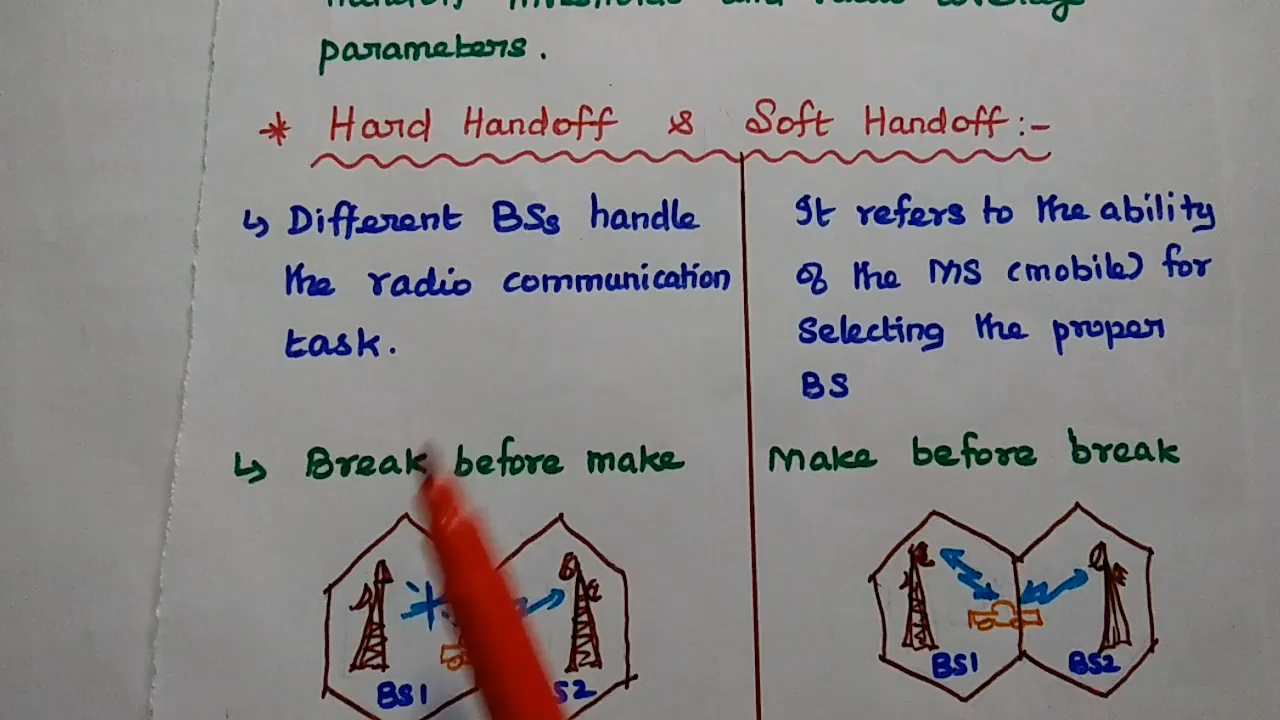 parameters.
* Hard Handoff & Soft Handoff:-
↳ Different BSs handle
the radio communication
task.
It refers to the ability
of the MS (mobile) for
selecting the proper
BS
↳ Break before make
Make before break
BS1
S2
BS1
BS2